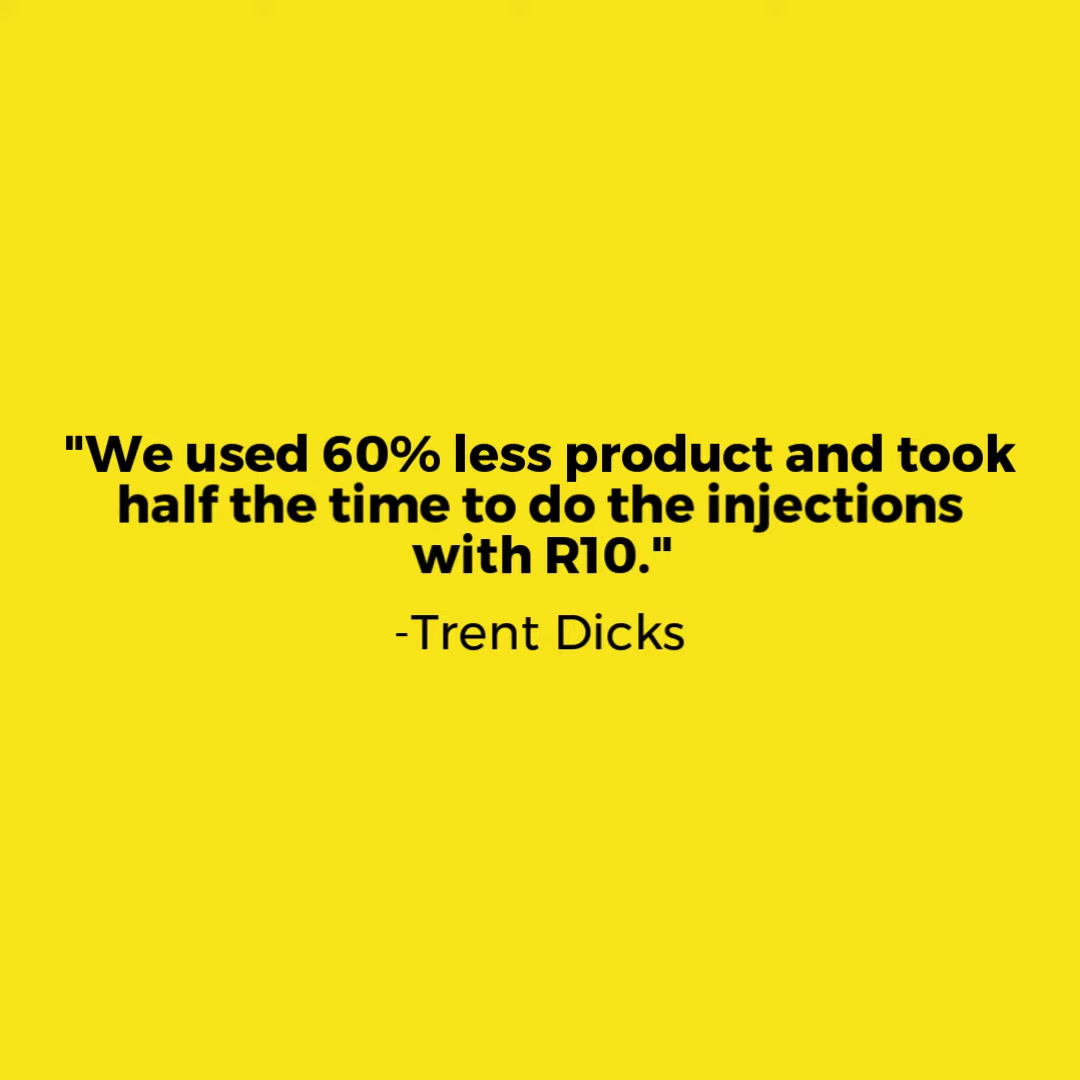 "We used 60% less product and took
half the time to do the injections
with R10."
-Trent Dicks